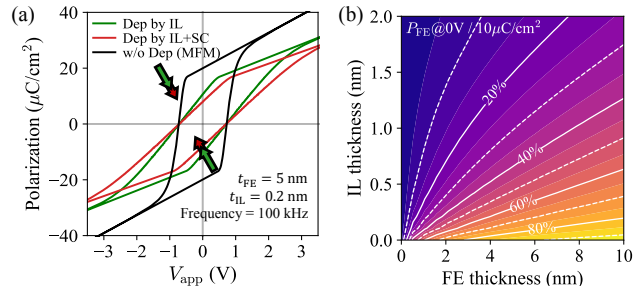 (a)
Dep by IL
Dep by IL+SC
w/o Dep (MFM)
Polarization (μC/cm²)
40
20
0
−20
−40
t_FE = 5 nm
t_IL = 0.2 nm
Frequency = 100 kHz
−3 −2 −1 0 1 2 3
V_app (V)
(b)
P_FE@0V / 10μC/cm²
IL thickness (nm)
2.0
1.5
1.0
0.5
0.0
20%
40%
60%
80%
0 2 4 6 8 10
FE thickness (nm)